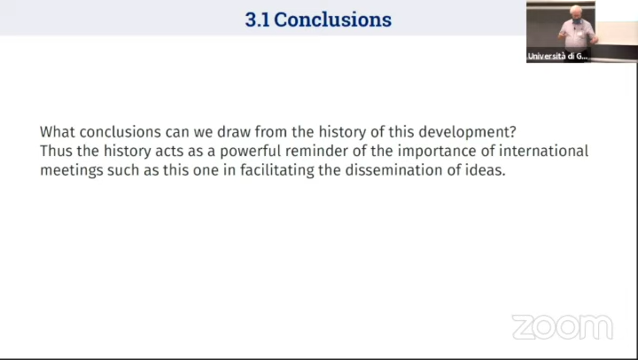 3.1 Conclusions
Università di G...
What conclusions can we draw from the history of this development?
Thus the history acts as a powerful reminder of the importance of international
meetings such as this one in facilitating the dissemination of ideas.
zoom